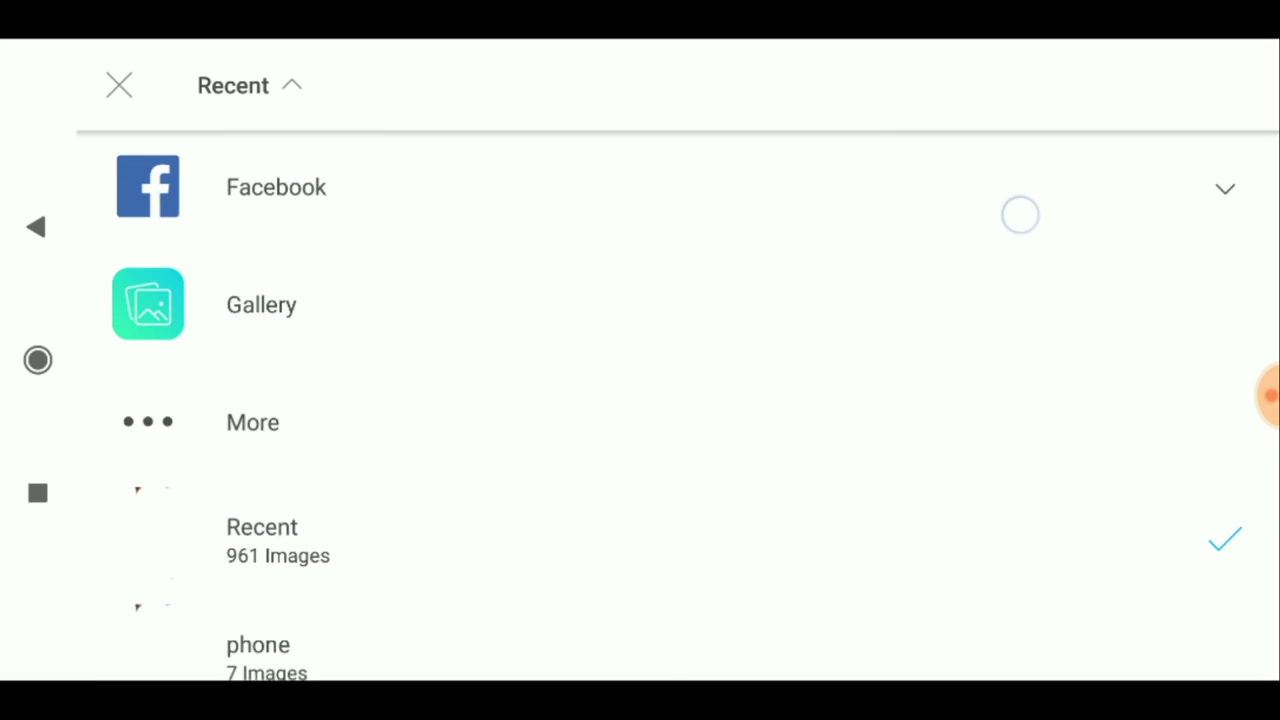 Recent
Facebook
Gallery
More
Recent
961 Images
phone
7 Images